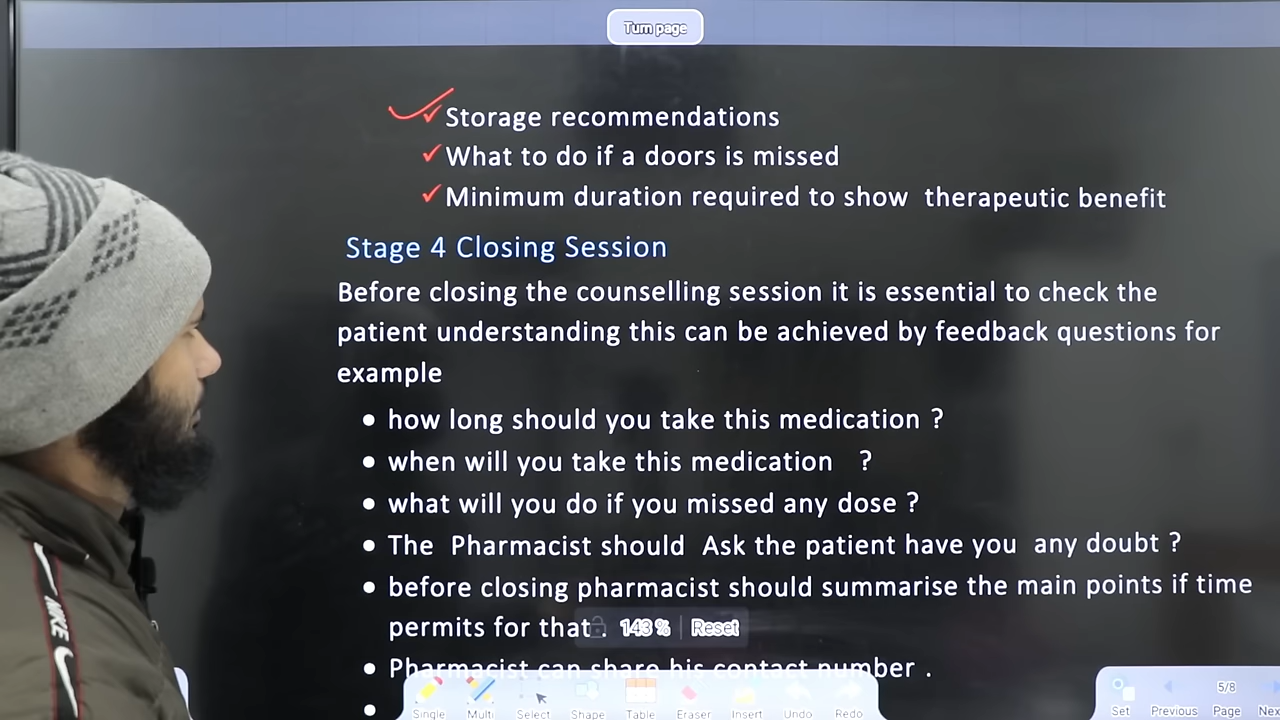 Turn page
Storage recommendations
What to do if a doors is missed
Minimum duration required to show therapeutic benefit
Stage 4 Closing Session
Before closing the counselling session it is essential to check the
patient understanding this can be achieved by feedback questions for
example
how long should you take this medication ?
when will you take this medication ?
what will you do if you missed any dose ?
The Pharmacist should Ask the patient have you any doubt ?
before closing pharmacist should summarise the main points if time
permits for that .
143 % Reset
Pharmacist can share his contact number .
NIKE
5/8
Single Multi Select Shape Table Eraser Insert Undo Redo Set Previous Page